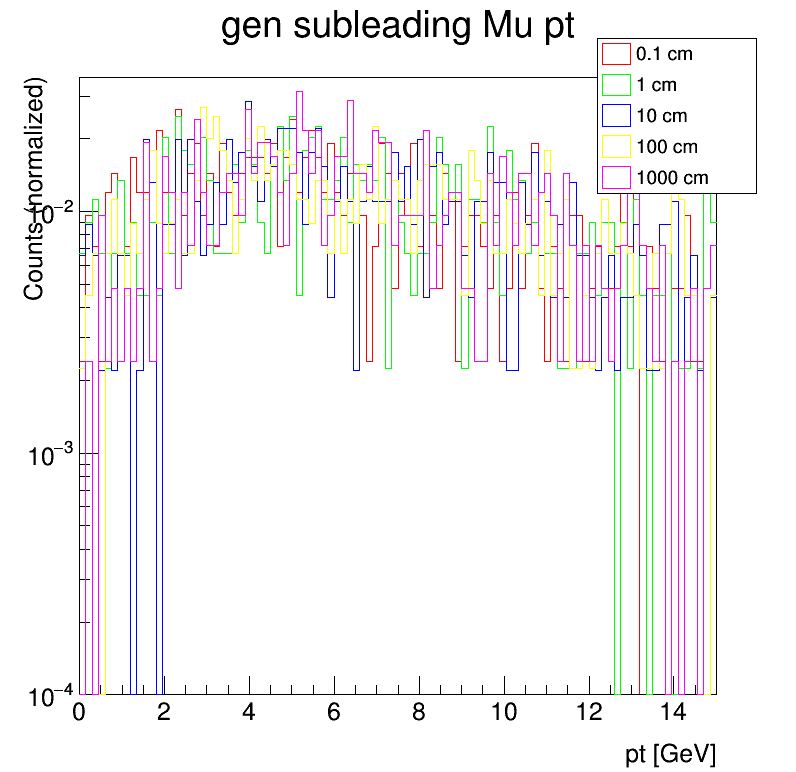 gen subleading Mu pt
0.1 cm
1 cm
10 cm
100 cm
1000 cm
Counts (normalized)
10−2
10−3
10−4
0 2 4 6 8 10 12 14
pt [GeV]